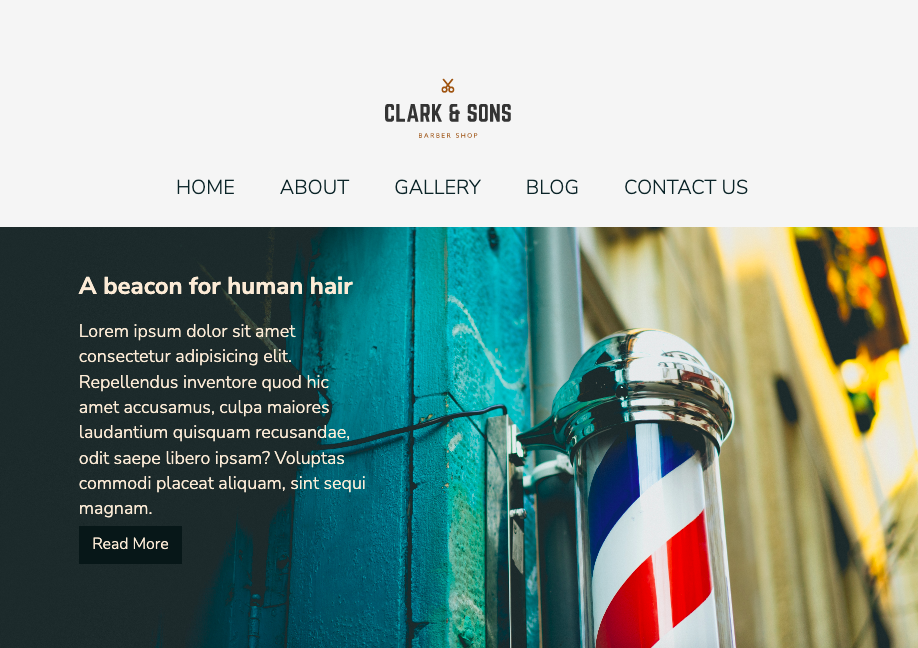 CLARK & SONS
BARBER SHOP
HOME ABOUT GALLERY BLOG CONTACT US
A beacon for human hair
Lorem ipsum dolor sit amet
consectetur adipisicing elit.
Repellendus inventore quod hic
amet accusamus, culpa maiores
laudantium quisquam recusandae,
odit saepe libero ipsam? Voluptas
commodi placeat aliquam, sint sequi
magnam.
Read More